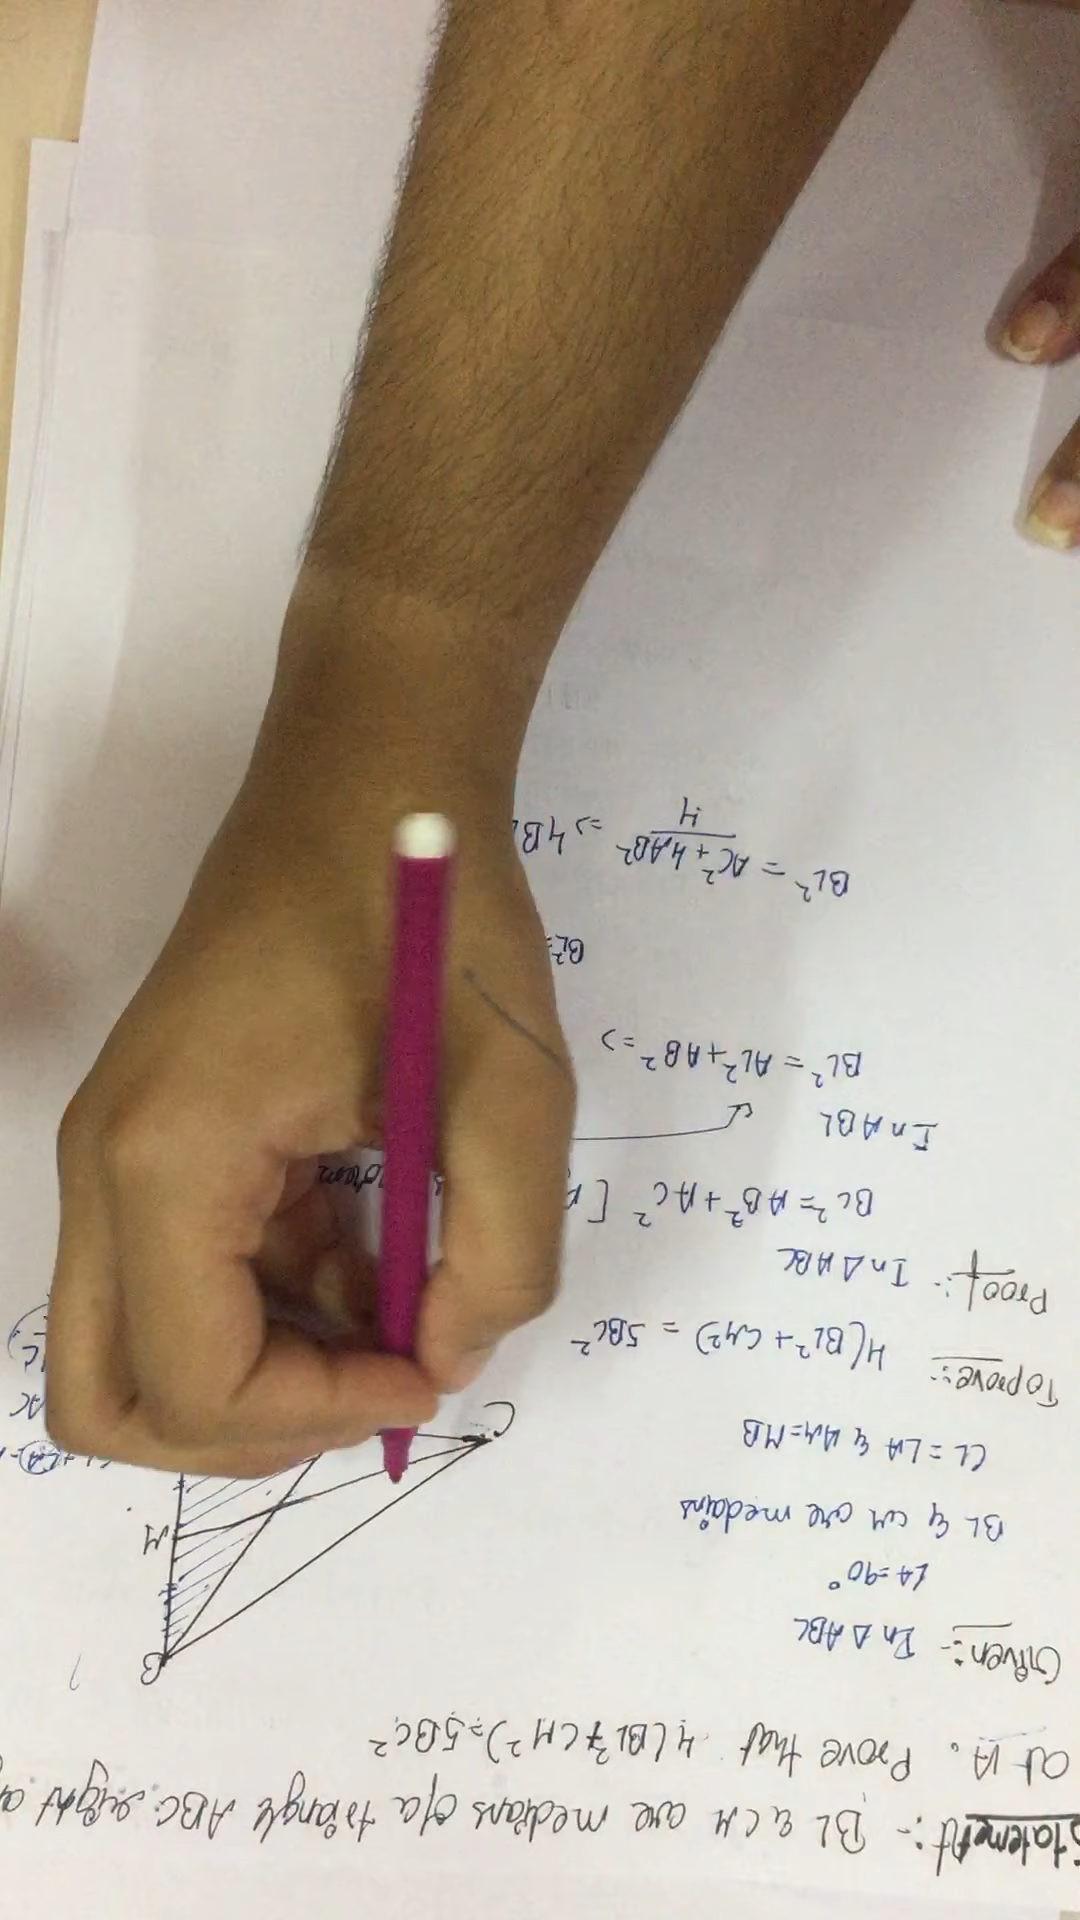 Statement :- BL & CM are medians of a triangle ABC right
at A. Prove that 4(BL²+CM²)=5BC²
Given:- In Δ ABC
∠A=90°
BL & CM are medians
CL = LA & AM=MB
To prove:- 4(BL²+CM²) = 5BC²
Proof:- In Δ ABC
BC²=AB²+AC² [
In ABL
BL² = AL²+AB² =>
BL²=
BL² = AC²+4AB²/4 => 4BL
B
M
C